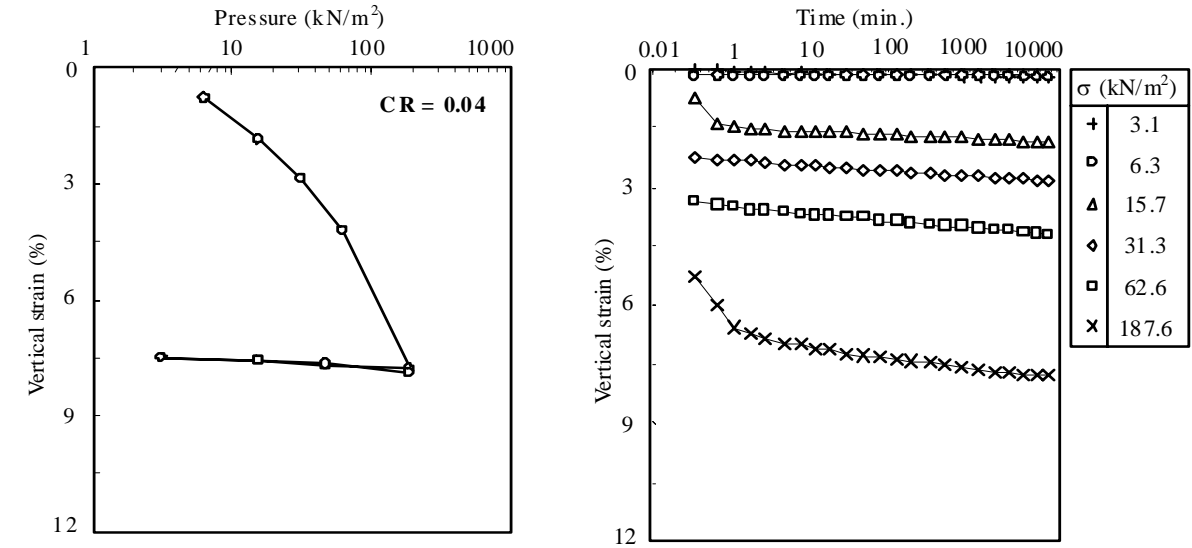 Pressure (kN/m²)
1 10 100 1000
0
3
6
9
12
Vertical strain (%)
CR = 0.04
Time (min.)
0.01 1 10 100 1000 10000
0
3
6
9
12
Vertical strain (%)
σ (kN/m²)
3.1
6.3
15.7
31.3
62.6
187.6